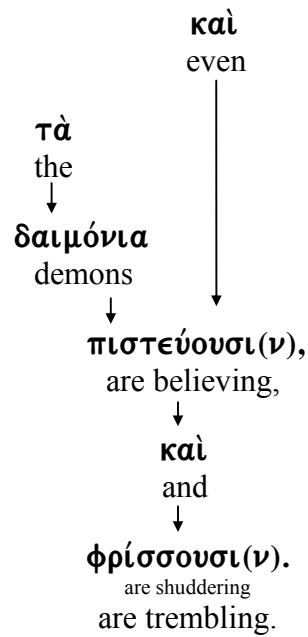 καὶ
even
τὰ
the
δαιμόνια
demons
πιστεύουσι(ν),
are believing,
καὶ
and
φρίσσουσι(ν).
are shuddering
are trembling.